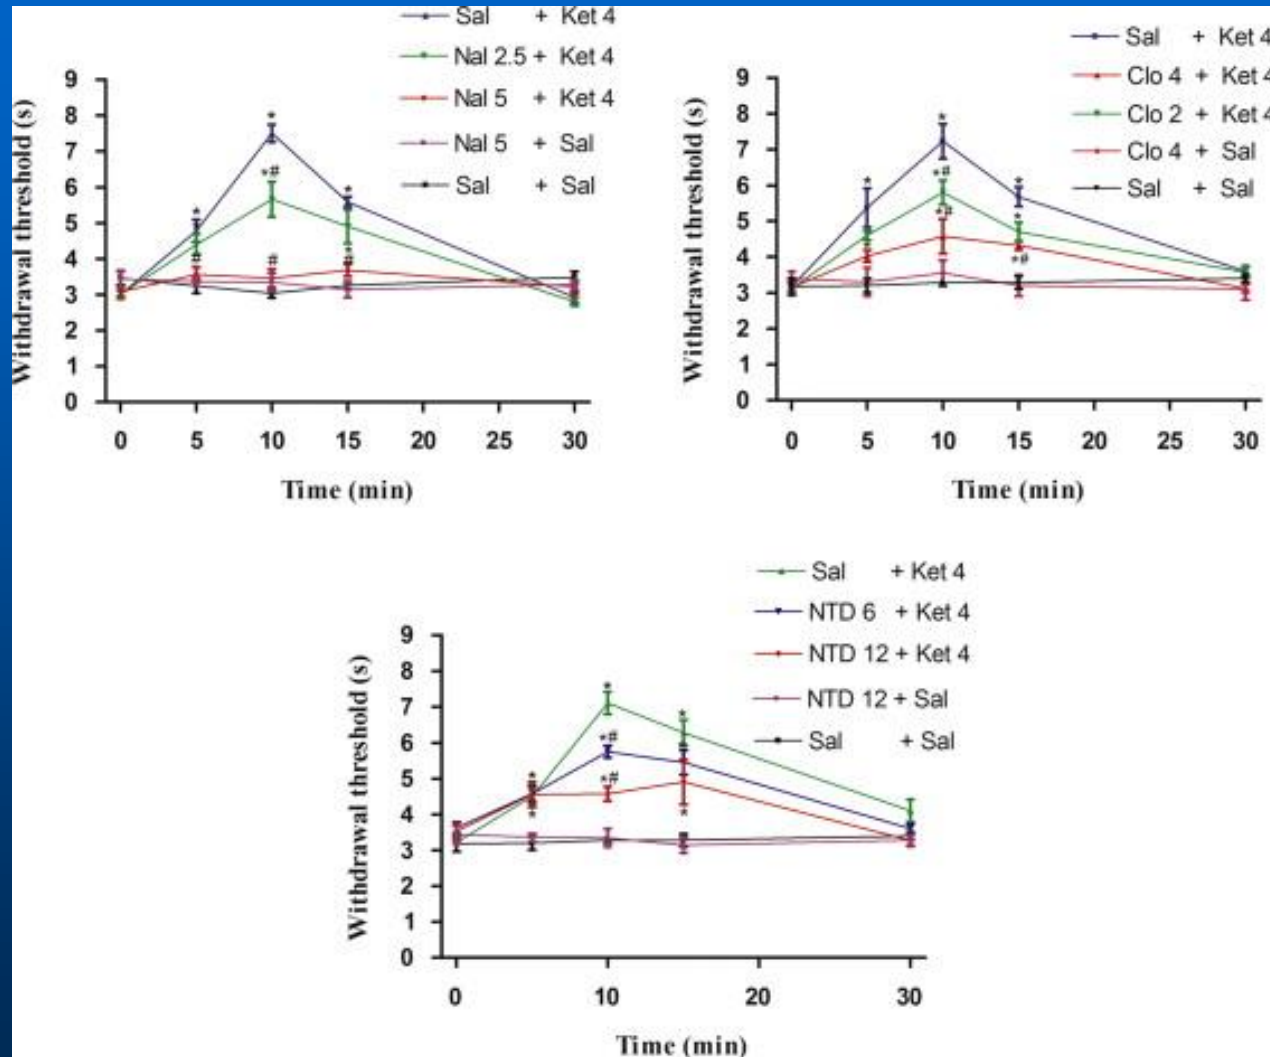 Sal + Ket 4
Nal 2.5 + Ket 4
Nal 5 + Ket 4
Nal 5 + Sal
Sal + Sal
9
8
7
6
5
4
3
2
1
0
Withdrawal threshold (s)
* * *# * # # * #
0 5 10 15 20 25 30
Time (min)
Sal + Ket 4
Clo 4 + Ket 4
Clo 2 + Ket 4
Clo 4 + Sal
Sal + Sal
9
8
7
6
5
4
3
2
1
0
Withdrawal threshold (s)
* * *# * *# * *#
0 5 10 15 20 25 30
Time (min)
Sal + Ket 4
NTD 6 + Ket 4
NTD 12 + Ket 4
NTD 12 + Sal
Sal + Sal
9
8
7
6
5
4
3
2
1
0
Withdrawal threshold (s)
* * *# *# * * *
0 10 20 30
Time (min)